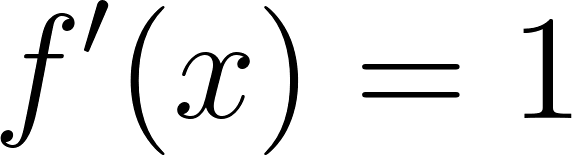 f′(x) = 1